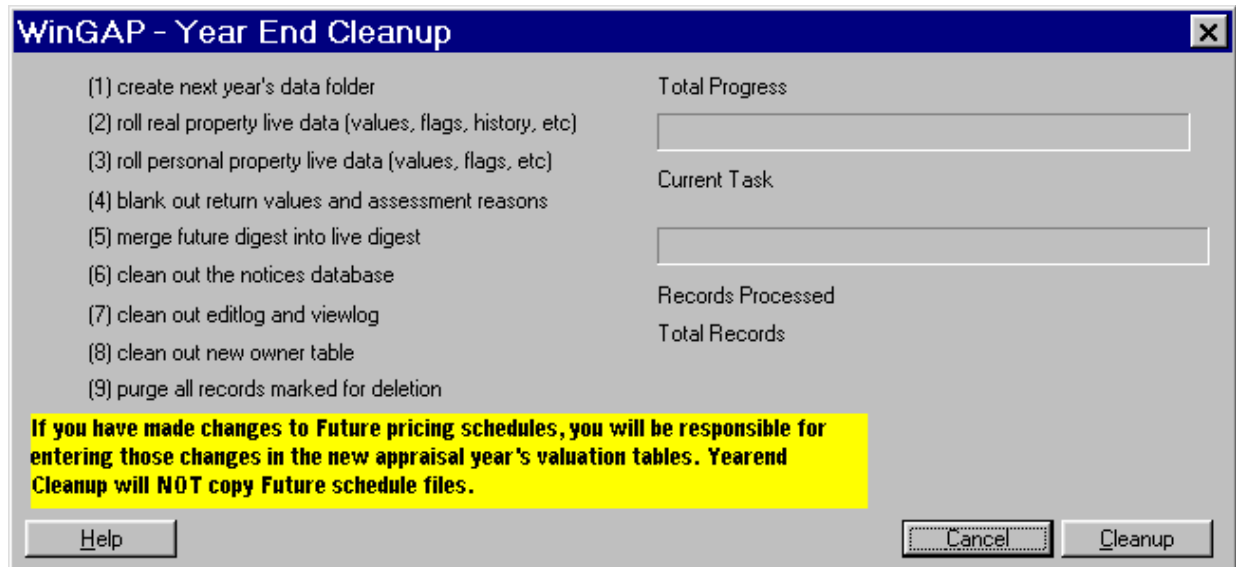 WinGAP - Year End Cleanup
(1) create next year's data folder
(2) roll real property live data (values, flags, history, etc)
(3) roll personal property live data (values, flags, etc)
(4) blank out return values and assessment reasons
(5) merge future digest into live digest
(6) clean out the notices database
(7) clean out editlog and viewlog
(8) clean out new owner table
(9) purge all records marked for deletion
Total Progress
Current Task
Records Processed
Total Records
If you have made changes to Future pricing schedules, you will be responsible for
entering those changes in the new appraisal year's valuation tables. Yearend
Cleanup will NOT copy Future schedule files.
Help
Cancel
Cleanup